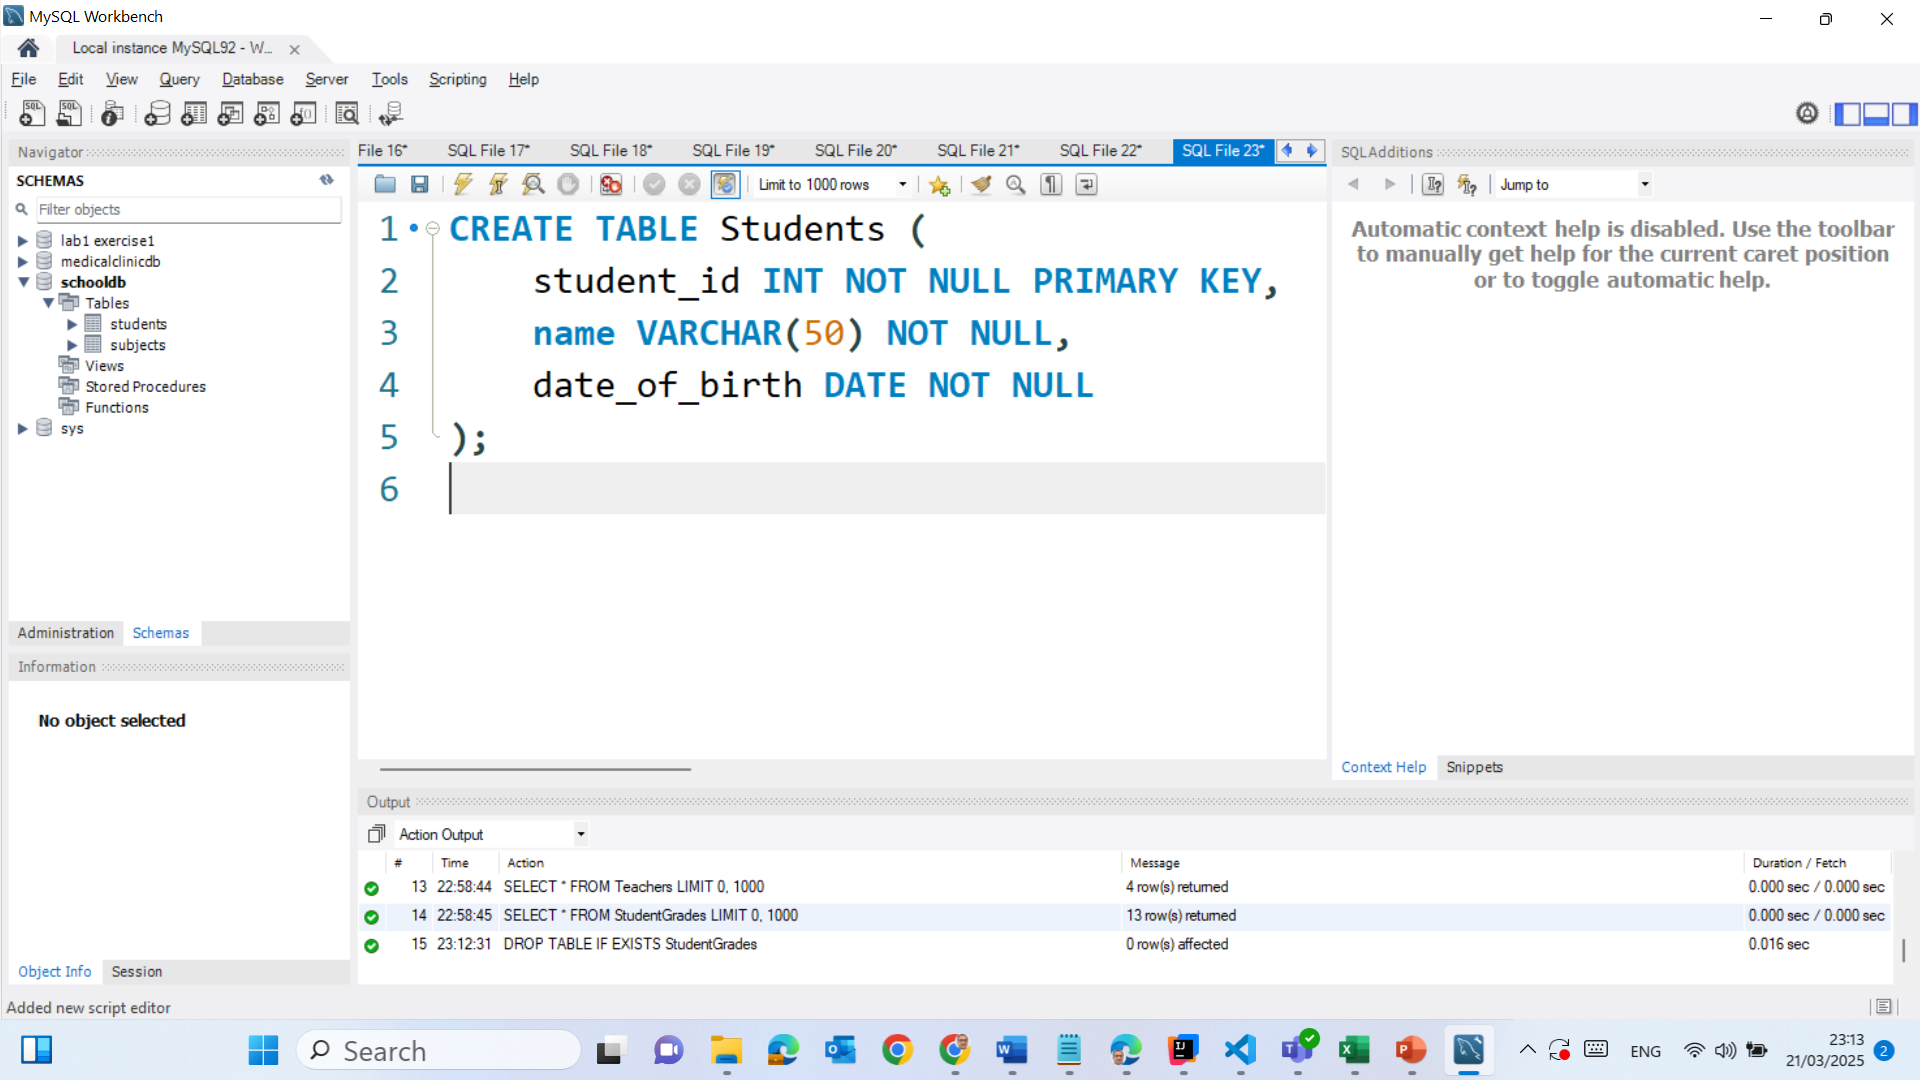 MySQL Workbench
Local instance MySQL92 - W...
File Edit View Query Database Server Tools Scripting Help
Navigator
SCHEMAS
Filter objects
lab1 exercise1
medicalclinicdb
schooldb
Tables
students
subjects
Views
Stored Procedures
Functions
sys
Administration Schemas
Information
No object selected
Object Info Session
File 16* SQL File 17* SQL File 18* SQL File 19* SQL File 20* SQL File 21* SQL File 22* SQL File 23*
Limit to 1000 rows
1 CREATE TABLE Students (
2 student_id INT NOT NULL PRIMARY KEY,
3 name VARCHAR(50) NOT NULL,
4 date_of_birth DATE NOT NULL
5 );
6
SQLAdditions
Jump to
Automatic context help is disabled. Use the toolbar
to manually get help for the current caret position
or to toggle automatic help.
Context Help Snippets
Output
Action Output
# Time Action Message Duration / Fetch
13 22:58:44 SELECT * FROM Teachers LIMIT 0, 1000 4 row(s) returned 0.000 sec / 0.000 sec
14 22:58:45 SELECT * FROM StudentGrades LIMIT 0, 1000 13 row(s) returned 0.000 sec / 0.000 sec
15 23:12:31 DROP TABLE IF EXISTS StudentGrades 0 row(s) affected 0.016 sec
Added new script editor
Search
ENG
23:13
21/03/2025
2